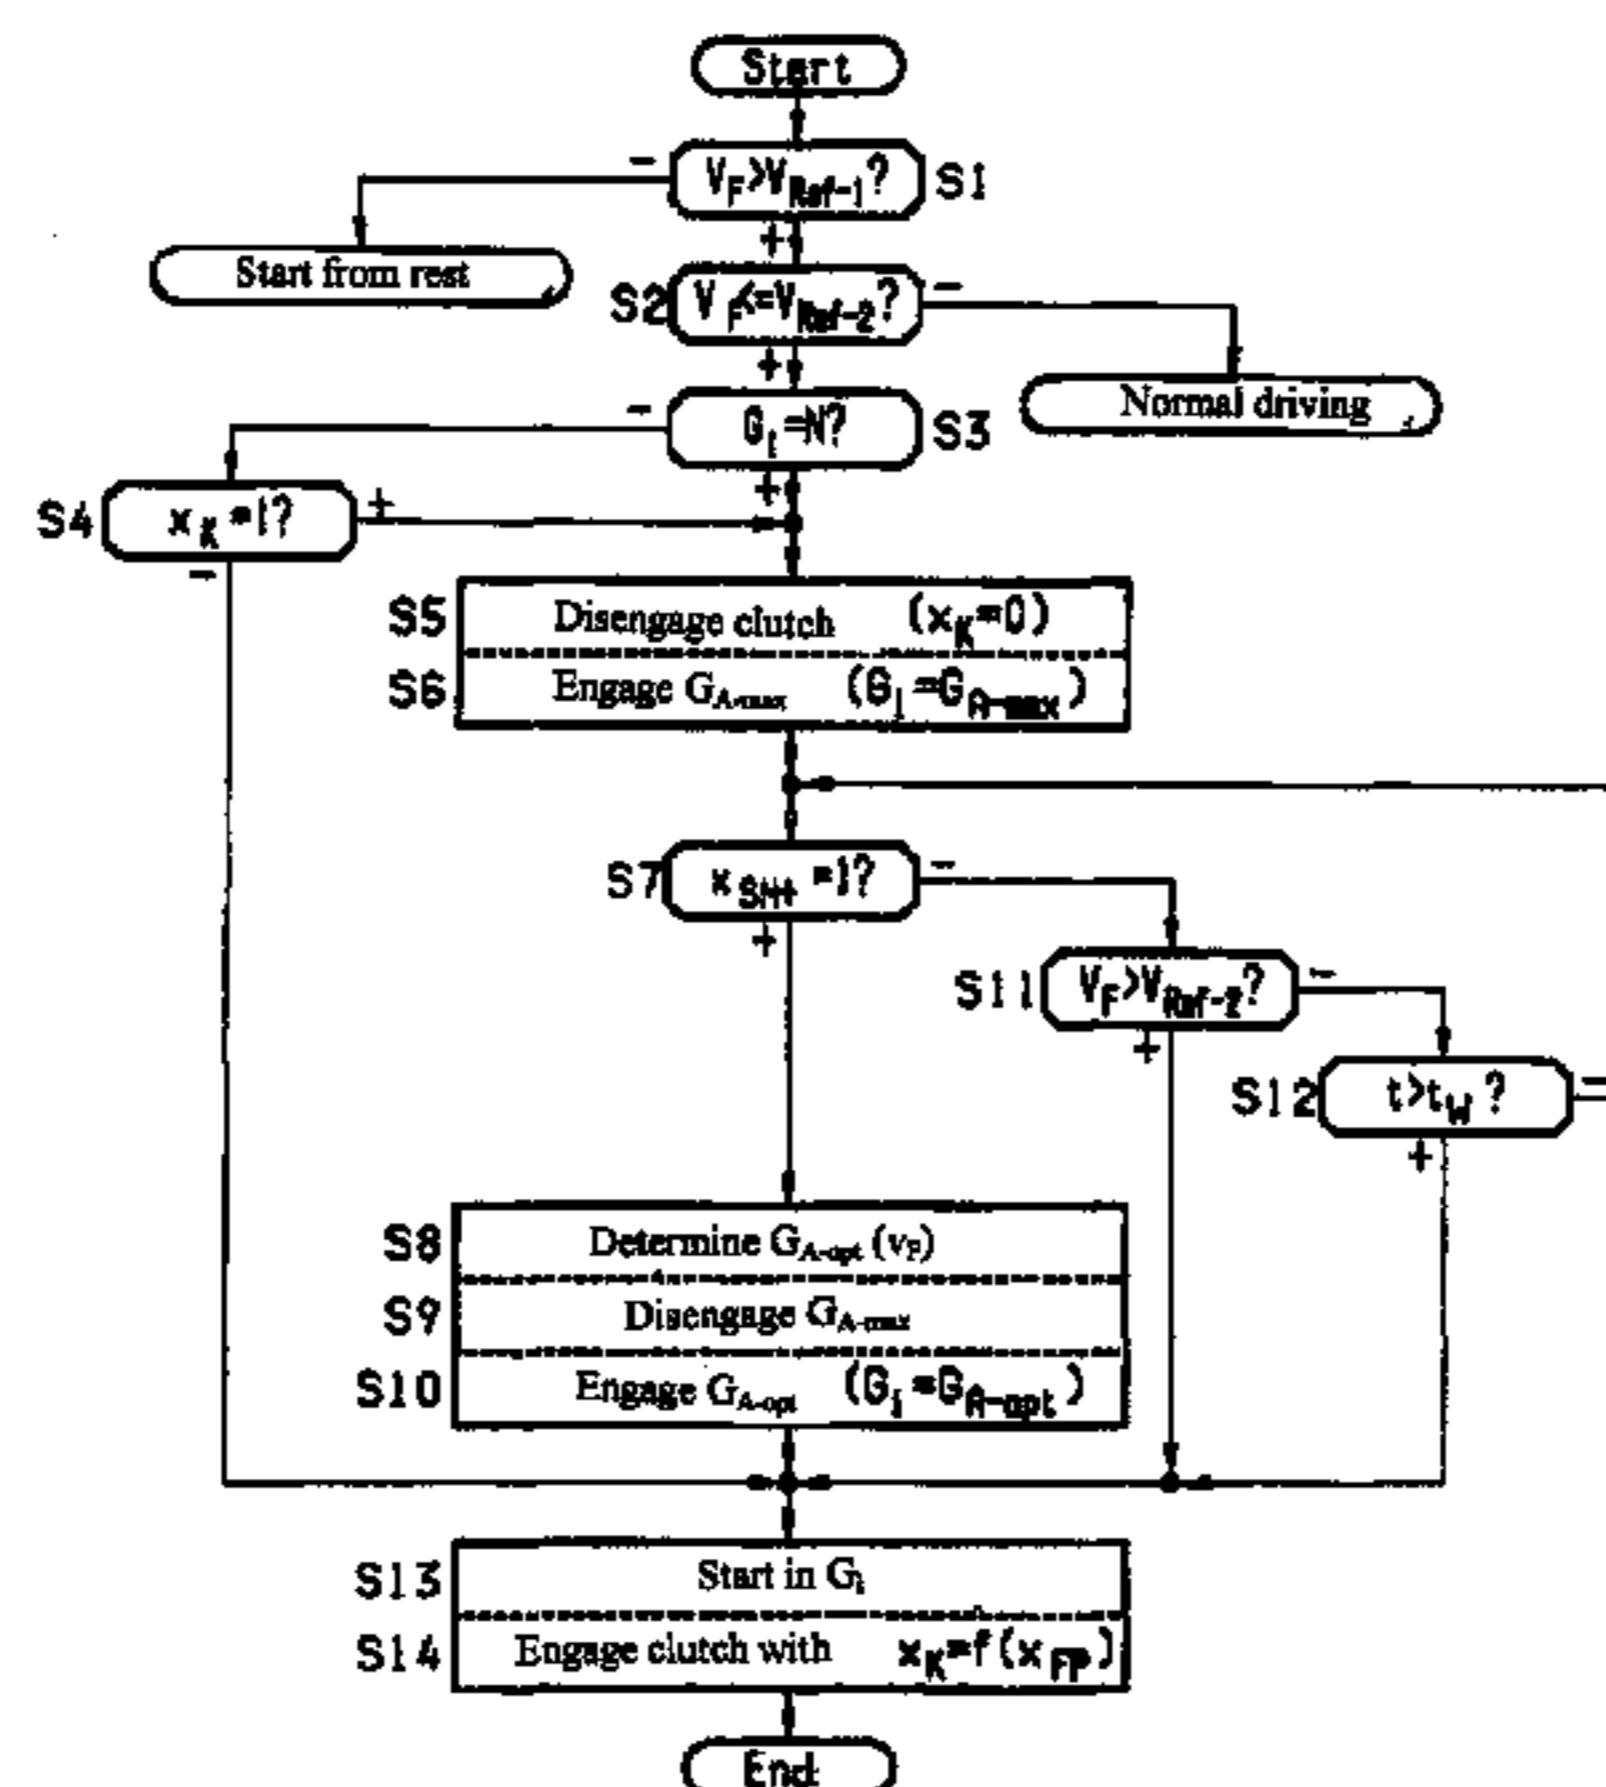 Start
-
V_F>V_Ref-1? S1
+
Start from rest
S2 V_F<=V_Ref-2? -
+
Normal driving
-
G_i=N? S3
+
S4 x_K=1? +
-
S5 Disengage clutch (x_K=0)
S6 Engage G_A-max (G_i=G_A-max)
S7 =1? -
+
S11 V_F>V_Ref-2? -
+
S12 t>t_W? -
+
S8 Determine G_A-opt (v_F)
S9 Disengage G_A-max
S10 Engage G_A-opt (G_i=G_A-opt)
S13 Start in G_i
S14 Engage clutch with x_K=f(x_FP)
End